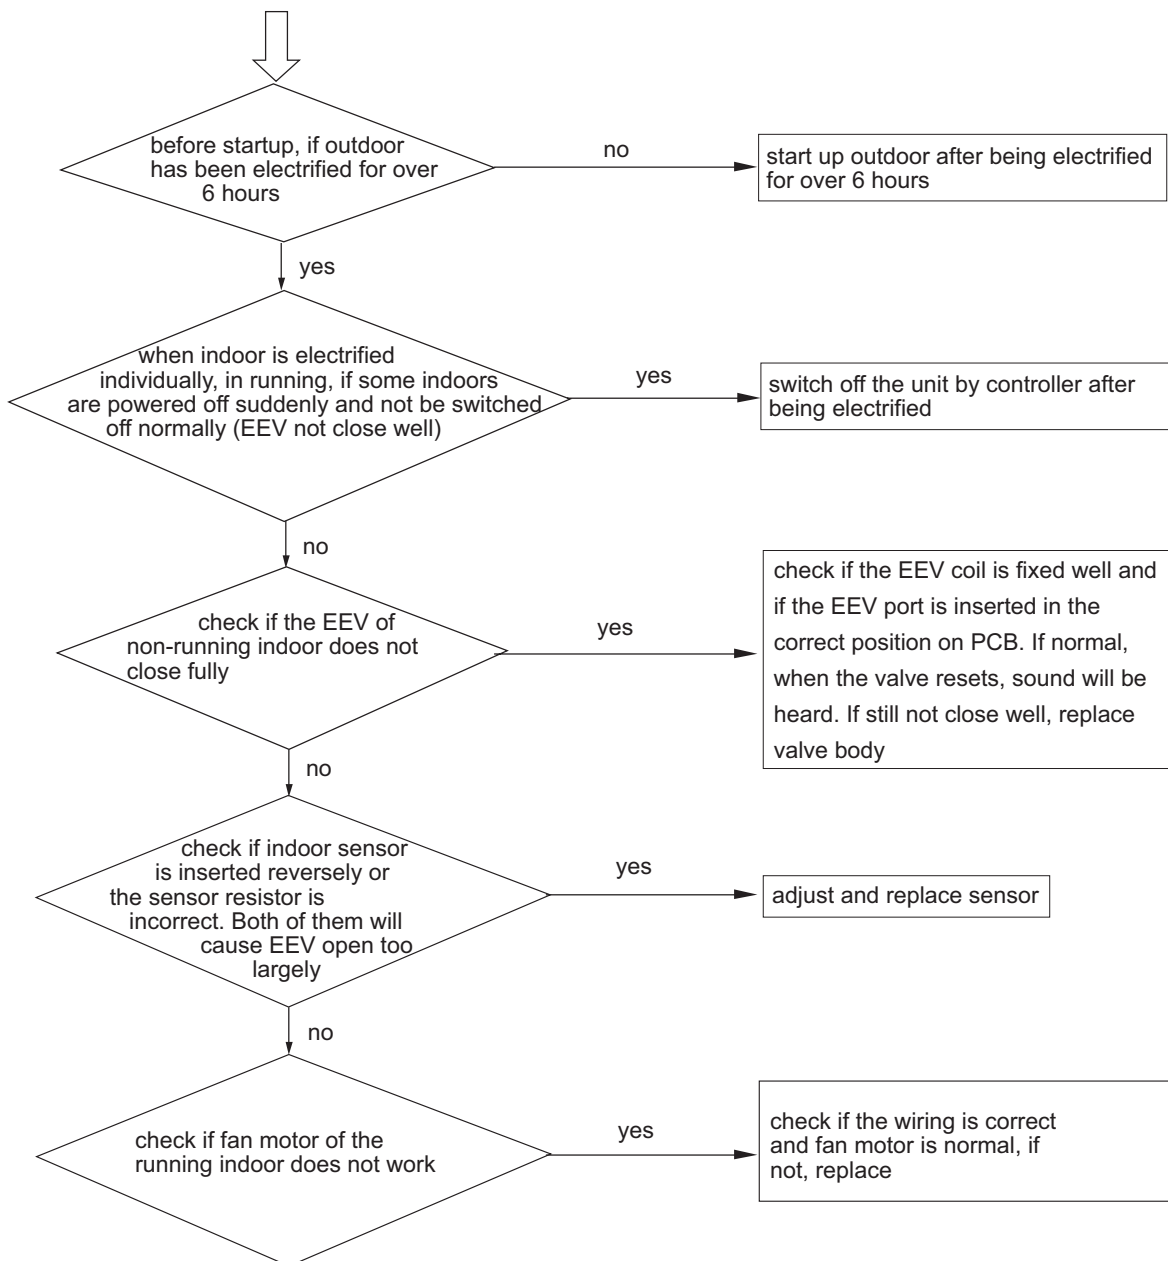 before startup, if outdoor
has been electrified for over
6 hours
no
start up outdoor after being electrified
for over 6 hours
yes
when indoor is electrified
individually, in running, if some indoors
are powered off suddenly and not be switched
off normally (EEV not close well)
yes
switch off the unit by controller after
being electrified
no
check if the EEV of
non-running indoor does not
close fully
yes
check if the EEV coil is fixed well and
if the EEV port is inserted in the
correct position on PCB. If normal,
when the valve resets, sound will be
heard. If still not close well, replace
valve body
no
check if indoor sensor
is inserted reversely or
the sensor resistor is
incorrect. Both of them will
cause EEV open too
largely
yes
adjust and replace sensor
no
check if fan motor of the
running indoor does not work
yes
check if the wiring is correct
and fan motor is normal, if
not, replace